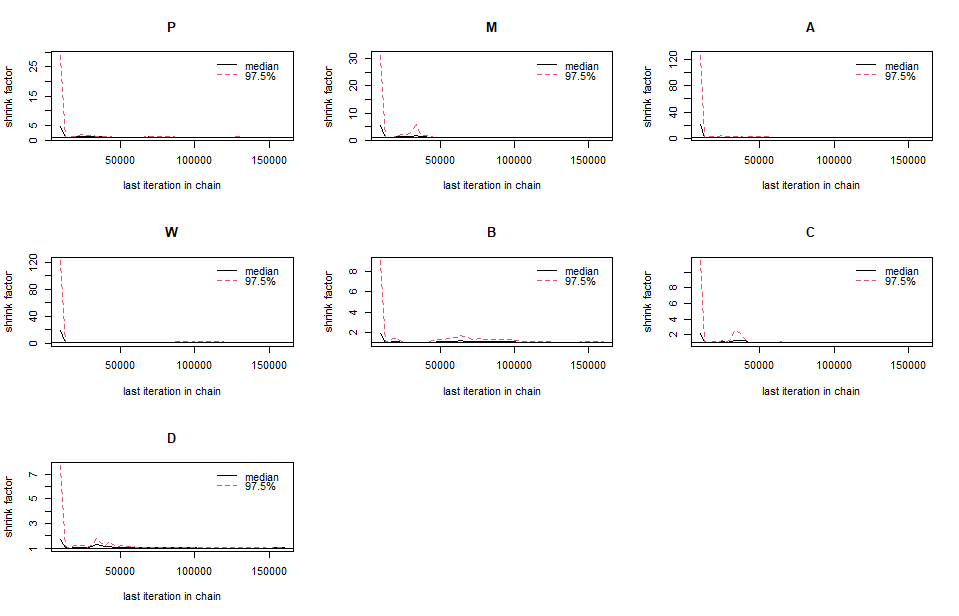 P
shrink factor
5
0
15
25
median
97.5%
50000
100000
150000
last iteration in chain
M
shrink factor
0
10
20
30
median
97.5%
50000
100000
150000
last iteration in chain
A
shrink factor
0
40
80
120
median
97.5%
50000
100000
150000
last iteration in chain
W
shrink factor
0
40
80
120
median
97.5%
50000
100000
150000
last iteration in chain
B
shrink factor
2
4
6
8
median
97.5%
50000
100000
150000
last iteration in chain
C
shrink factor
2
4
6
8
median
97.5%
50000
100000
150000
last iteration in chain
D
shrink factor
1
3
5
7
median
97.5%
50000
100000
150000
last iteration in chain